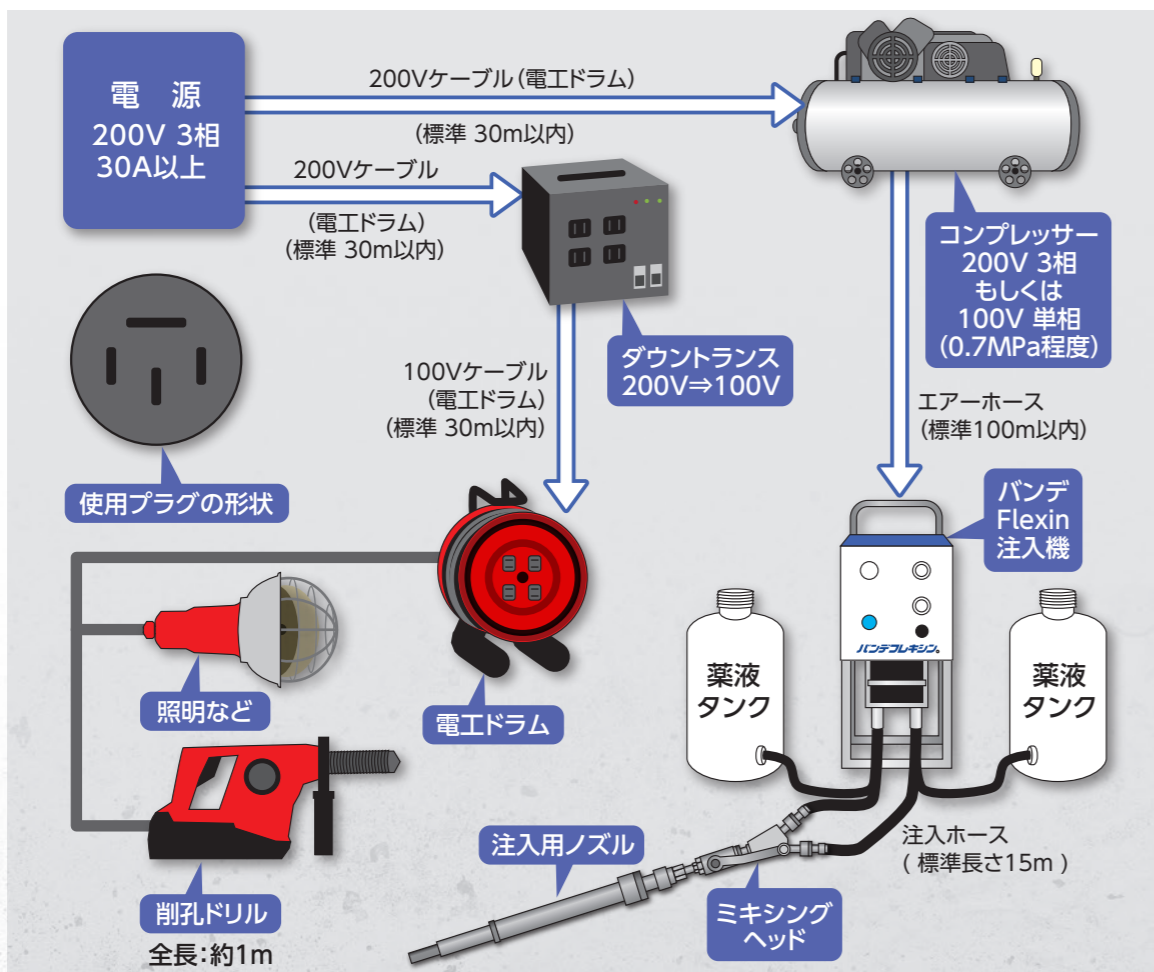 電 源
200V 3相
30A以上
200Vケーブル(電工ドラム)
(標準 30m以内)
200Vケーブル
(電工ドラム)
(標準 30m以内)
コンプレッサー
200V 3相
もしくは
100V 単相
(0.7MPa程度)
ダウントランス
200V⇒100V
100Vケーブル
(電工ドラム)
(標準 30m以内)
エアーホース
(標準100m以内)
使用プラグの形状
バンデ
Flexin
注入機
バンデフレキシン®
薬液
タンク
薬液
タンク
照明など
電工ドラム
注入ホース
( 標準長さ15m )
注入用ノズル
ミキシング
ヘッド
削孔ドリル
全長:約1m